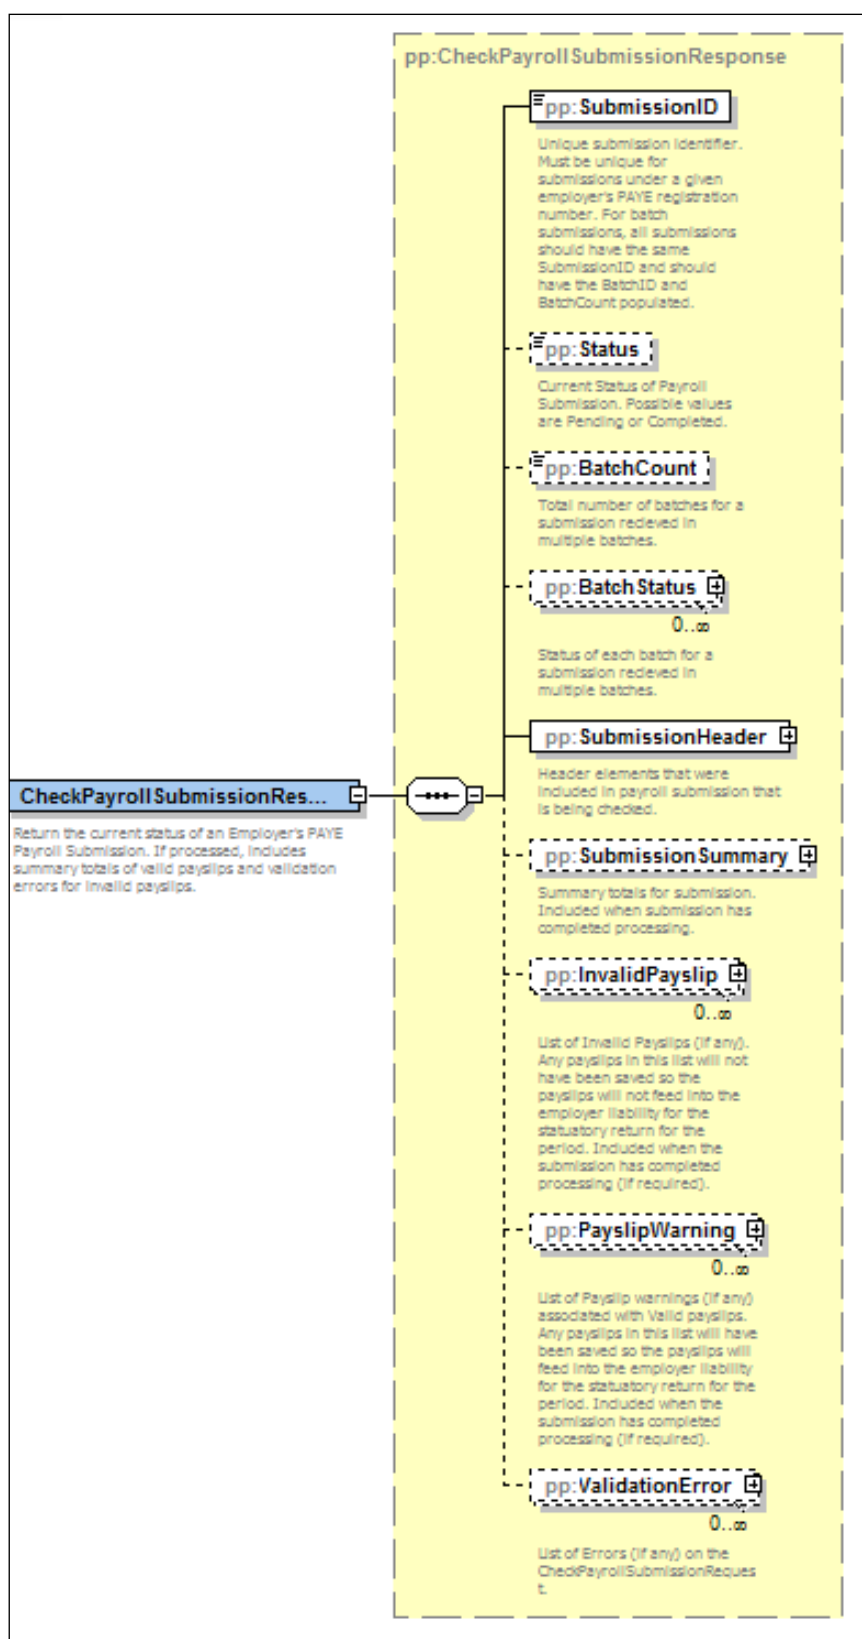 pp:CheckPayrollSubmissionResponse
pp:SubmissionID
Unique submission identifier.
Must be unique for
submissions under a given
employer's PAYE registration
number. For batch
submissions, all submissions
should have the same
SubmissionID and should
have the BatchID and
BatchCount populated.
pp:Status
Current Status of Payroll
Submission. Possible values
are Pending or Completed.
pp:BatchCount
Total number of batches for a
submission recieved in
multiple batches.
pp:BatchStatus
0..∞
Status of each batch for a
submission recieved in
multiple batches.
pp:SubmissionHeader
Header elements that were
included in payroll submission that
is being checked.
CheckPayrollSubmissionRes...
Return the current status of an Employer's PAYE
Payroll Submission. If processed, includes
summary totals of valid payslips and validation
errors for invalid payslips.
pp:SubmissionSummary
Summary totals for submission.
Included when submission has
completed processing.
pp:InvalidPayslip
0..∞
List of Invalid Payslips (if any).
Any payslips in this list will not
have been saved so the
payslips will not feed into the
employer liability for the
statuatory return for the
period. Included when the
submission has completed
processing (if required).
pp:PayslipWarning
0..∞
List of Payslip warnings (if any)
associated with Valid payslips.
Any payslips in this list will have
been saved so the payslips will
feed into the employer liability
for the statuatory return for the
period. Included when the
submission has completed
processing (if required).
pp:ValidationError
0..∞
List of Errors (if any) on the
CheckPayrollSubmissionReques
t.